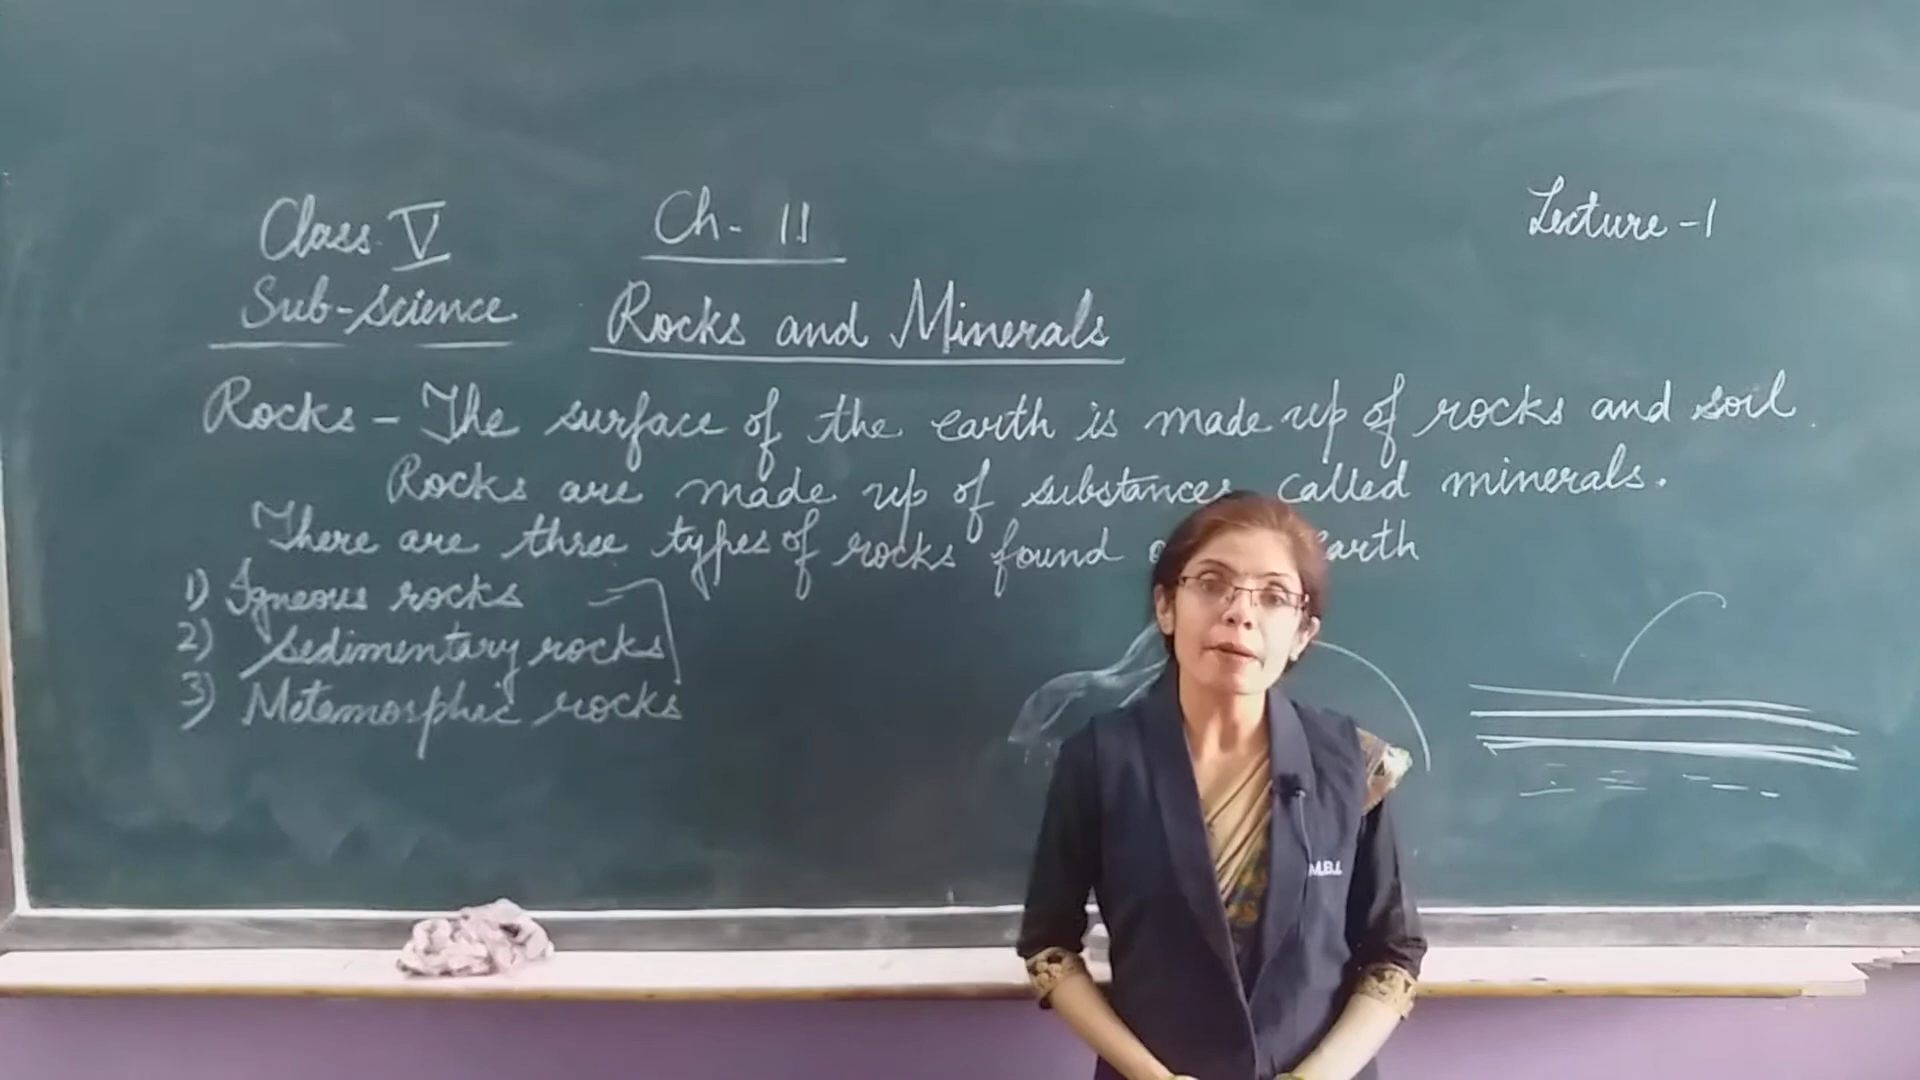 Class V
Ch- 11
Lecture-1
Sub-science
Rocks and Minerals
Rocks - The surface of the earth is made up of rocks and soil.
Rocks are made up of substances called minerals.
There are three types of rocks found arth
1) Igneous rocks
2) Sedimentary rocks
3) Metamorphic rocks
M.B.L